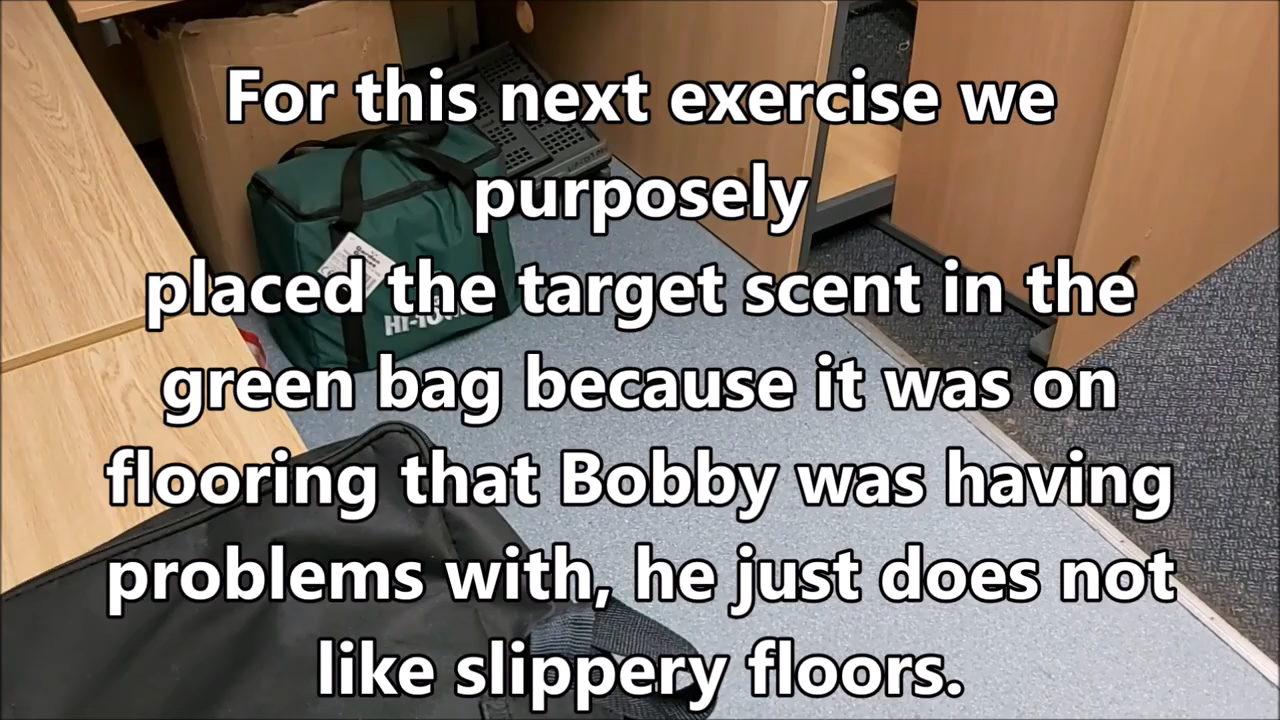 For this next exercise we
purposely
placed the target scent in the
green bag because it was on
flooring that Bobby was having
problems with, he just does not
like slippery floors.